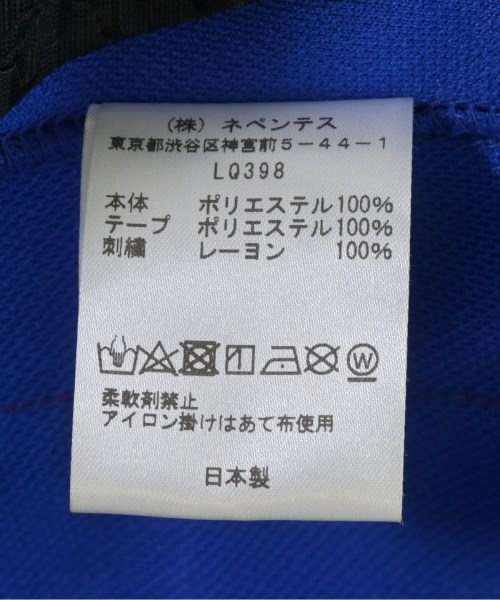 (株) ネペンテス
東京都渋谷区神宮前5-44-1
LQ398
本体 ポリエステル100%
テープ ポリエステル100%
刺繍 レーヨン 100%
W
柔軟剤禁止
アイロン掛けはあて布使用
日本製